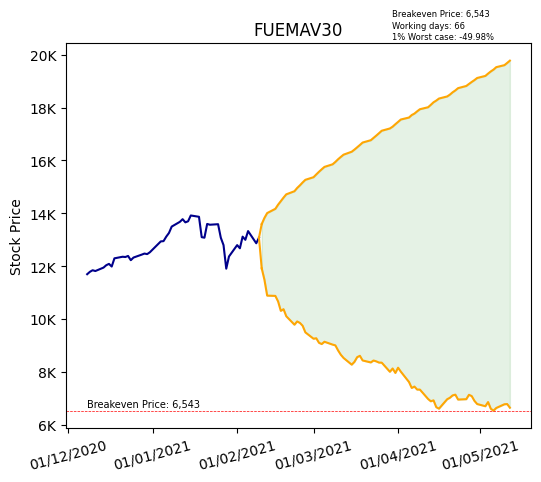 Breakeven Price: 6,543
Working days: 66
1% Worst case: -49.98%
FUEMAV30
Stock Price
20K
18K
16K
14K
12K
10K
8K
6K
Breakeven Price: 6,543
01/12/2020
01/01/2021
01/02/2021
01/03/2021
01/04/2021
01/05/2021